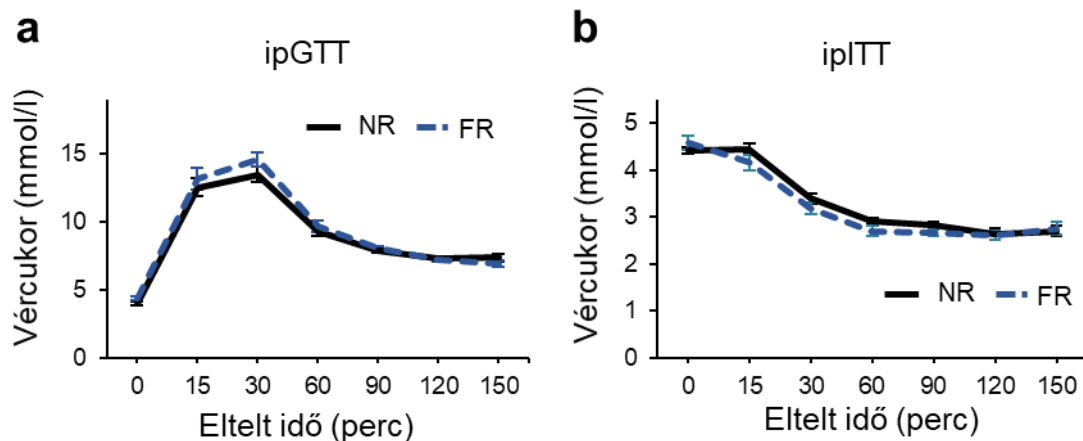 a
ipGTT
Vércukor (mmol/l)
NR FR
15
10
5
0
0 15 30 60 90 120 150
Eltelt idő (perc)
b
ipITT
Vércukor (mmol/l)
5
4
3
2
1
0
NR FR
0 15 30 60 90 120 150
Eltelt idő (perc)